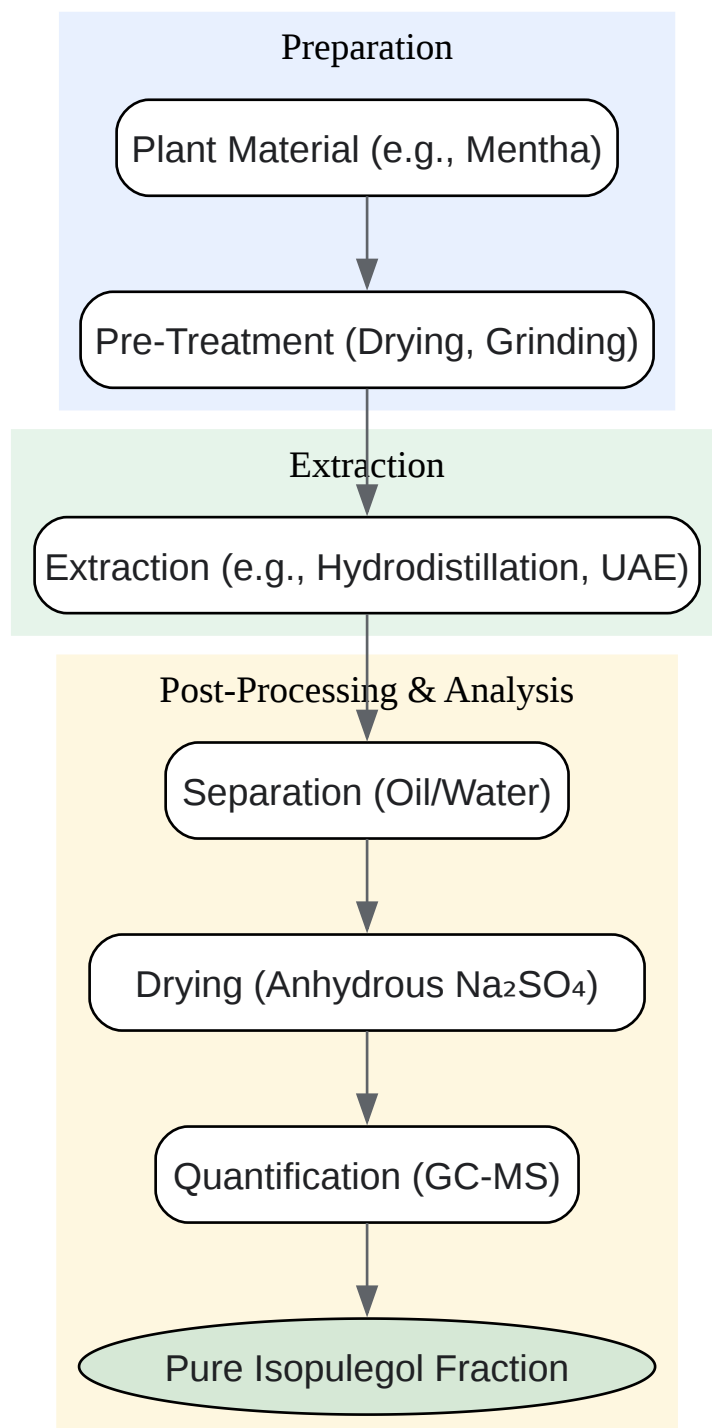 Preparation
Plant Material (e.g., Mentha)
Pre-Treatment (Drying, Grinding)
Extraction
Extraction (e.g., Hydrodistillation, UAE)
Post-Processing & Analysis
Separation (Oil/Water)
Drying (Anhydrous Na₂SO₄)
Quantification (GC-MS)
Pure Isopulegol Fraction